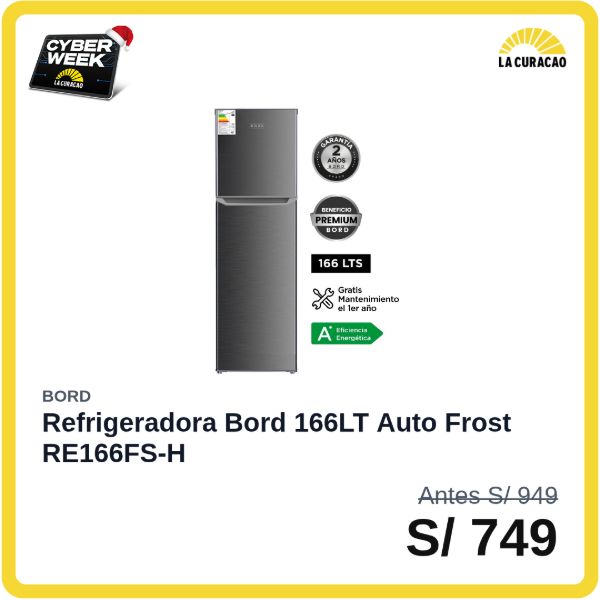 CYBER
WEEK
LA CURACAO
LA CURACAO
BORD
GARANTÍA
2
AÑOS
BENEFICIO
PREMIUM
BORD
166 LTS
Gratis
Mantenimiento
el 1er año
A+
Eficiencia
Energética
BORD
Refrigeradora Bord 166LT Auto Frost
RE166FS-H
Antes S/ 949
S/ 749